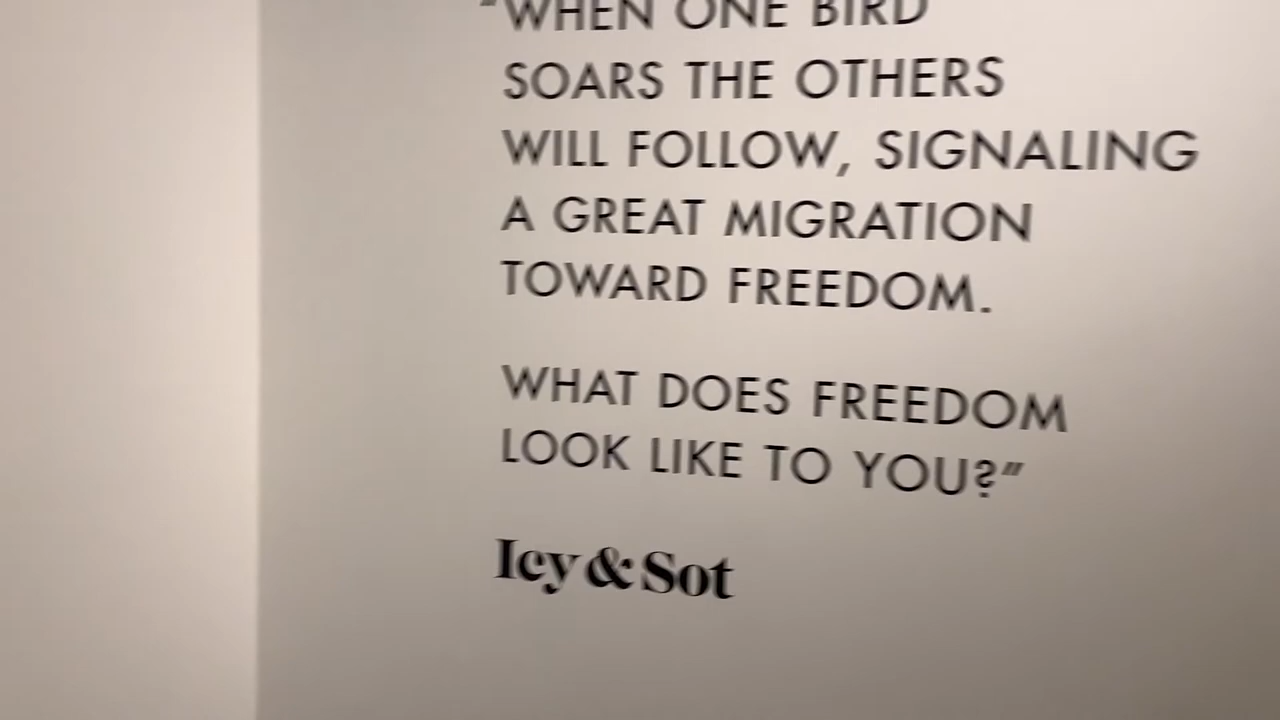 “WHEN ONE BIRD
SOARS THE OTHERS
WILL FOLLOW, SIGNALING
A GREAT MIGRATION
TOWARD FREEDOM.
WHAT DOES FREEDOM
LOOK LIKE TO YOU?”
Icy & Sot